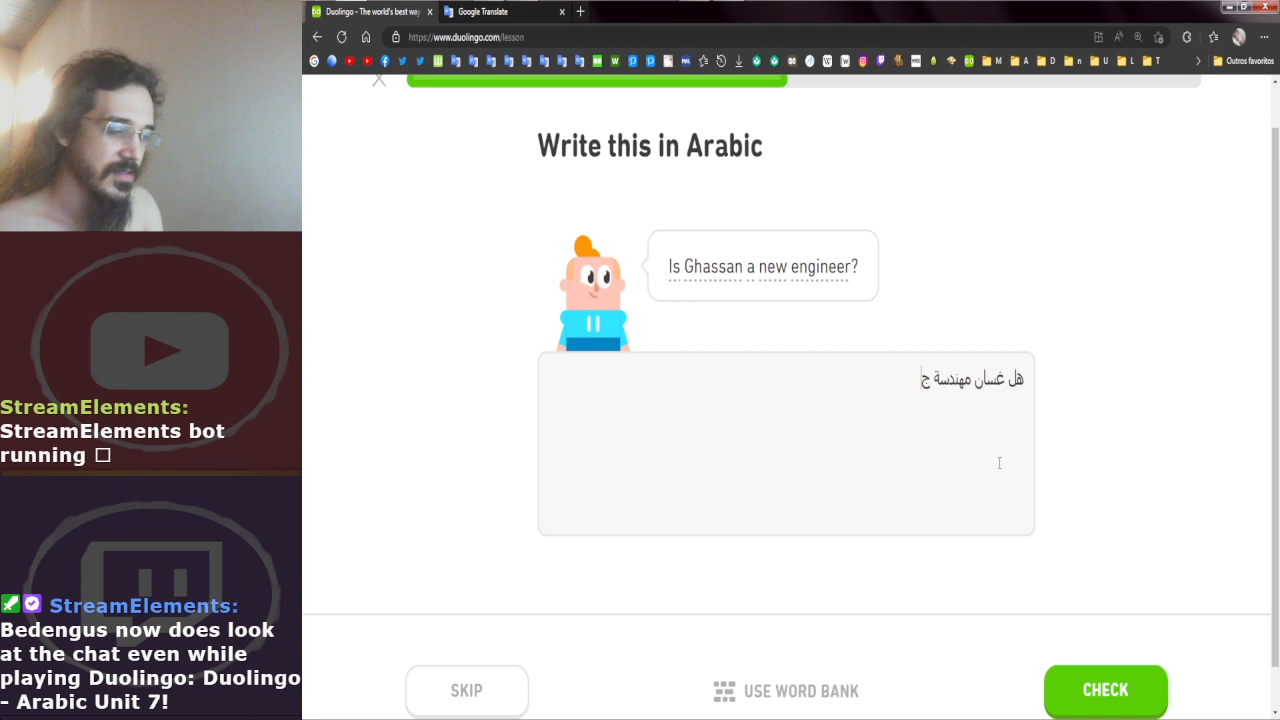 Duolingo - The world's best way
Google Translate
https://www.duolingo.com/lesson
M
A
D
n
U
L
T
Outros favoritos
Write this in Arabic
Is Ghassan a new engineer?
هل غسان مهندسة ج
SKIP
USE WORD BANK
CHECK
StreamElements:
StreamElements bot
running □
StreamElements:
Bedengus now does look
at the chat even while
playing Duolingo: Duolingo
- Arabic Unit 7!